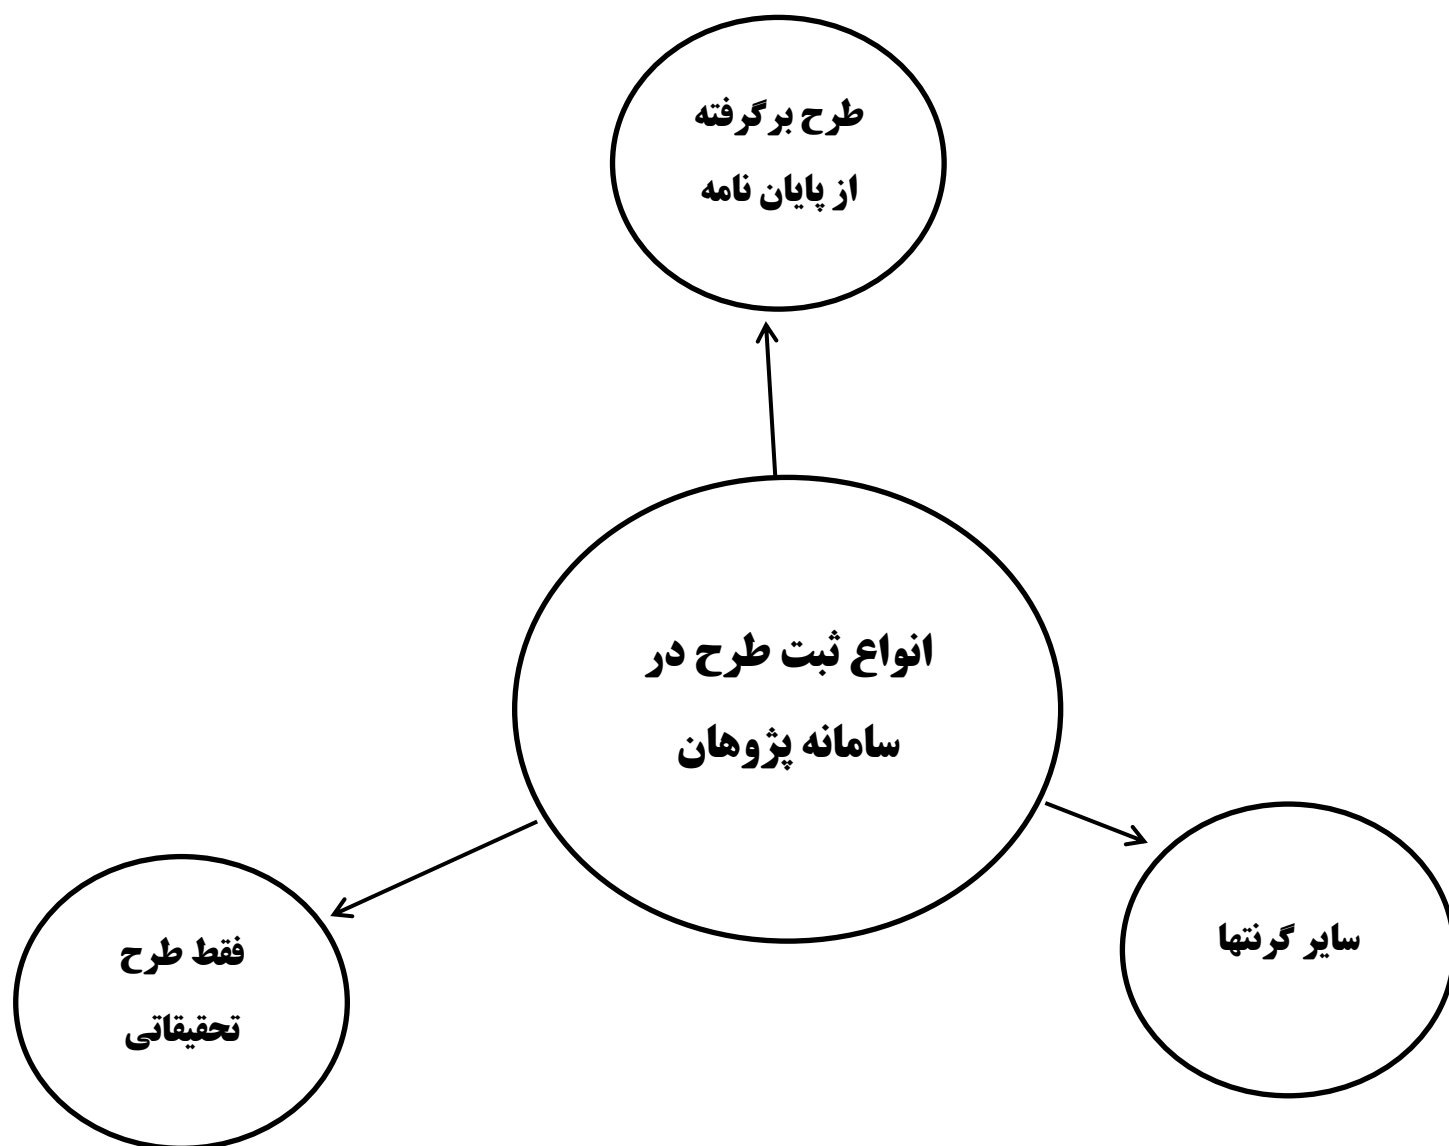 طرح برگرفته
از پایان نامه
انواع ثبت طرح در
سامانه پژوهان
سایر گرنتها
فقط طرح
تحقیقاتی